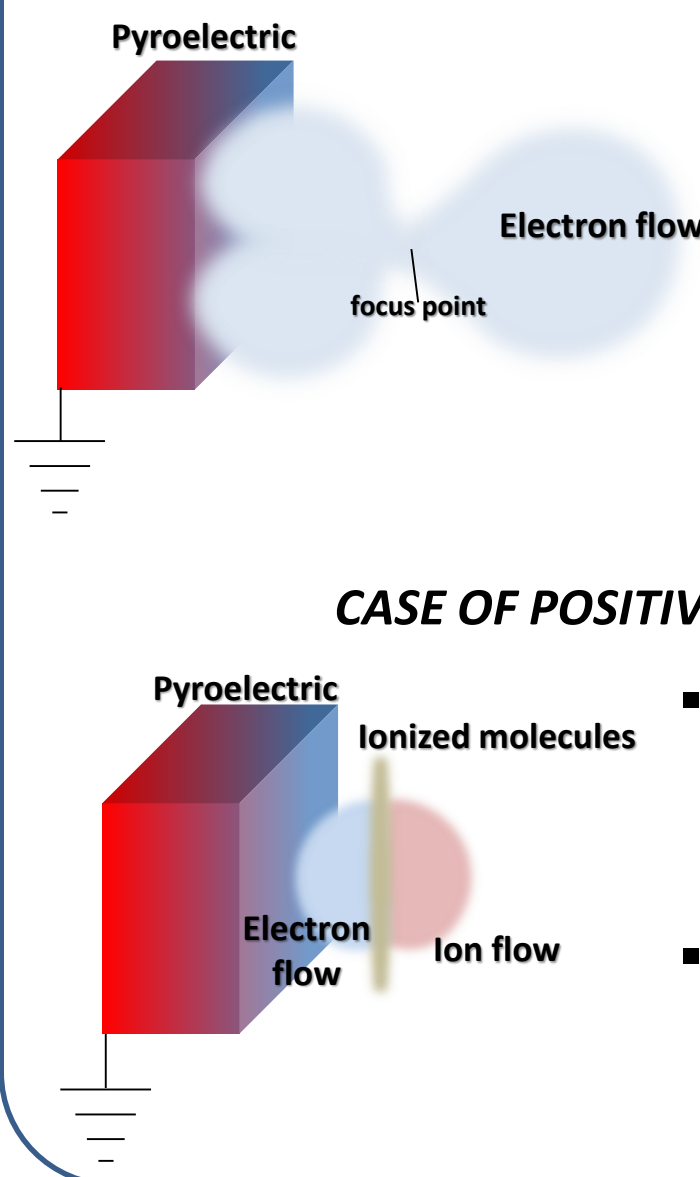 Pyroelectric
Electron flow
focus point
CASE OF POSITIV
Pyroelectric
Ionized molecules
Electron
flow
Ion flow